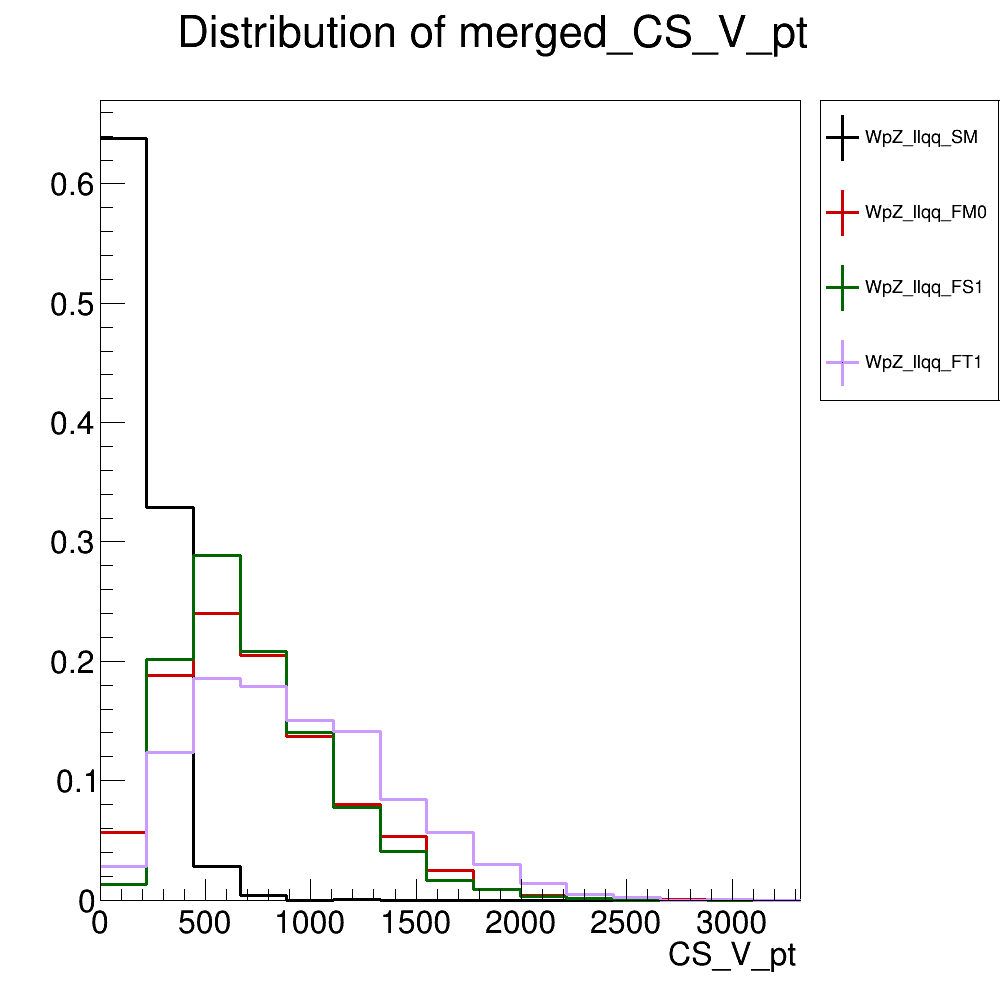 Distribution of merged_CS_V_pt
WpZ_llqq_SM
WpZ_llqq_FM0
WpZ_llqq_FS1
WpZ_llqq_FT1
0.6
0.5
0.4
0.3
0.2
0.1
0
0 500 1000 1500 2000 2500 3000
CS_V_pt